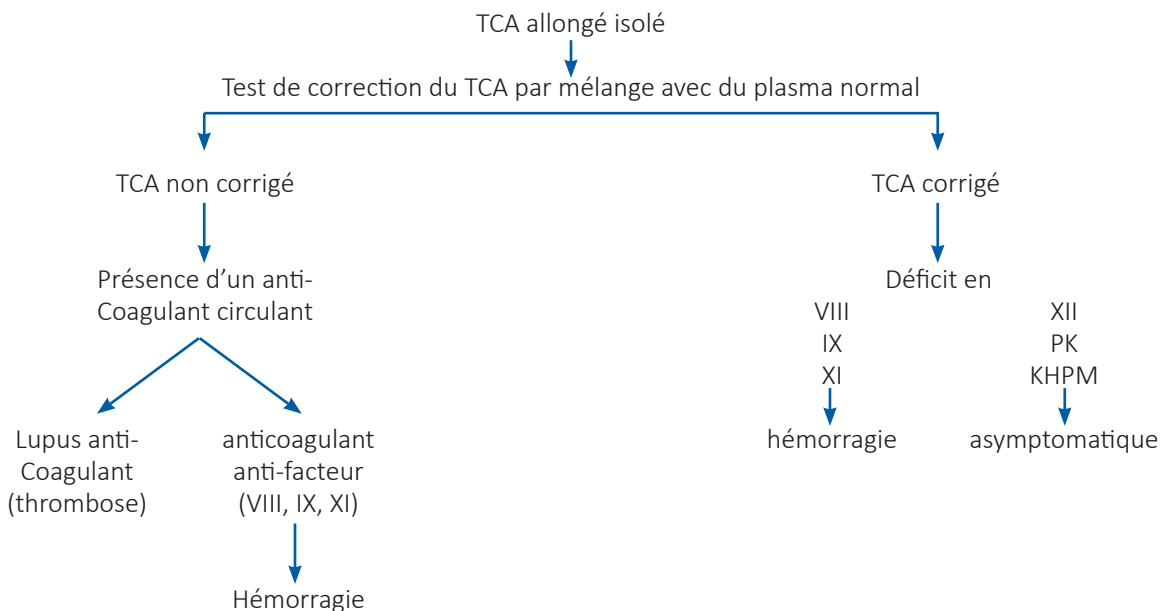 TCA allongé isolé
Test de correction du TCA par mélange avec du plasma normal
TCA non corrigé
TCA corrigé
Présence d’un anti-
Coagulant circulant
Déficit en
VIII
IX
XI
XII
PK
KHPM
Lupus anti-
Coagulant
(thrombose)
anticoagulant
anti-facteur
(VIII, IX, XI)
hémorragie
asymptomatique
Hémorragie